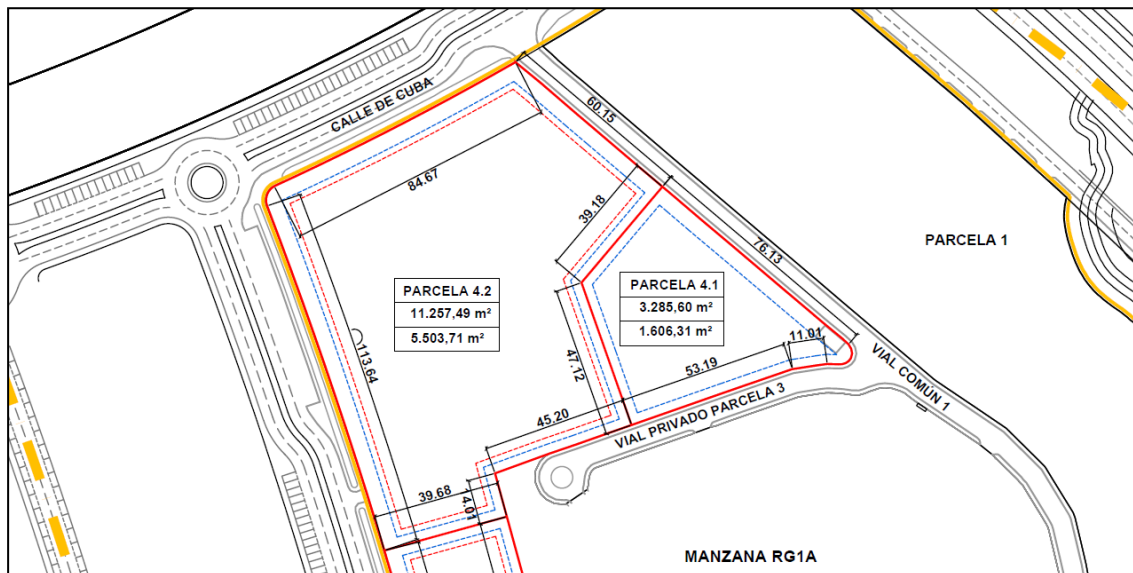 CALLE DE CUBA
60.15
84.67
39.18
76.13
PARCELA 1
PARCELA 4.2
11.257,49 m²
5.503,71 m²
PARCELA 4.1
3.285,60 m²
1.606,31 m²
113.64
47.12
11.01
53.19
VIAL COMÚN 1
45.20
VIAL PRIVADO PARCELA 3
39.68
14.01
MANZANA RG1A